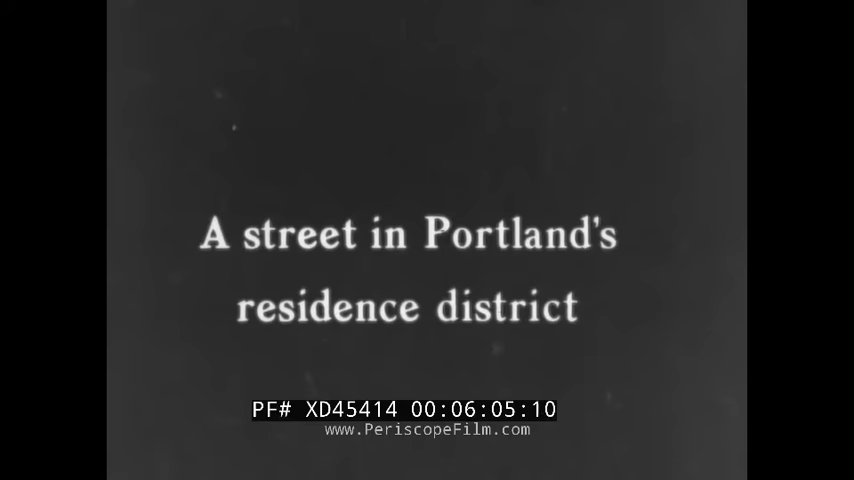 A street in Portland's
residence district
PF# XD45414 00:06:05:10
www.PeriscopeFilm.com